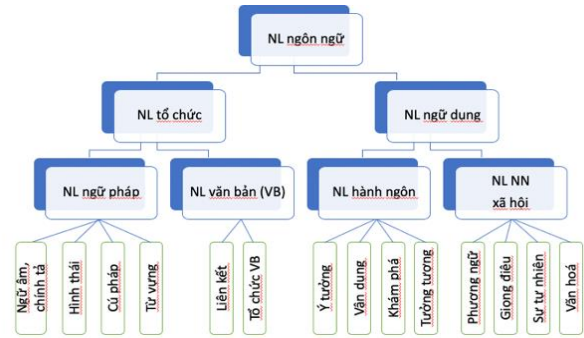 NL ngôn ngữ
NL tổ chức
NL ngữ dụng
NL ngữ pháp
NL văn bản (VB)
NL hành ngôn
NL NN
xã hội
Ngữ âm,
chính tả
Hình thái
Cú pháp
Từ vựng
Liên kết
Tổ chức VB
Ý tưởng
Vận dụng
Khám phá
Tưởng tượng
Phương ngữ
Giọng điệu
Sự tự nhiên
Văn hoá